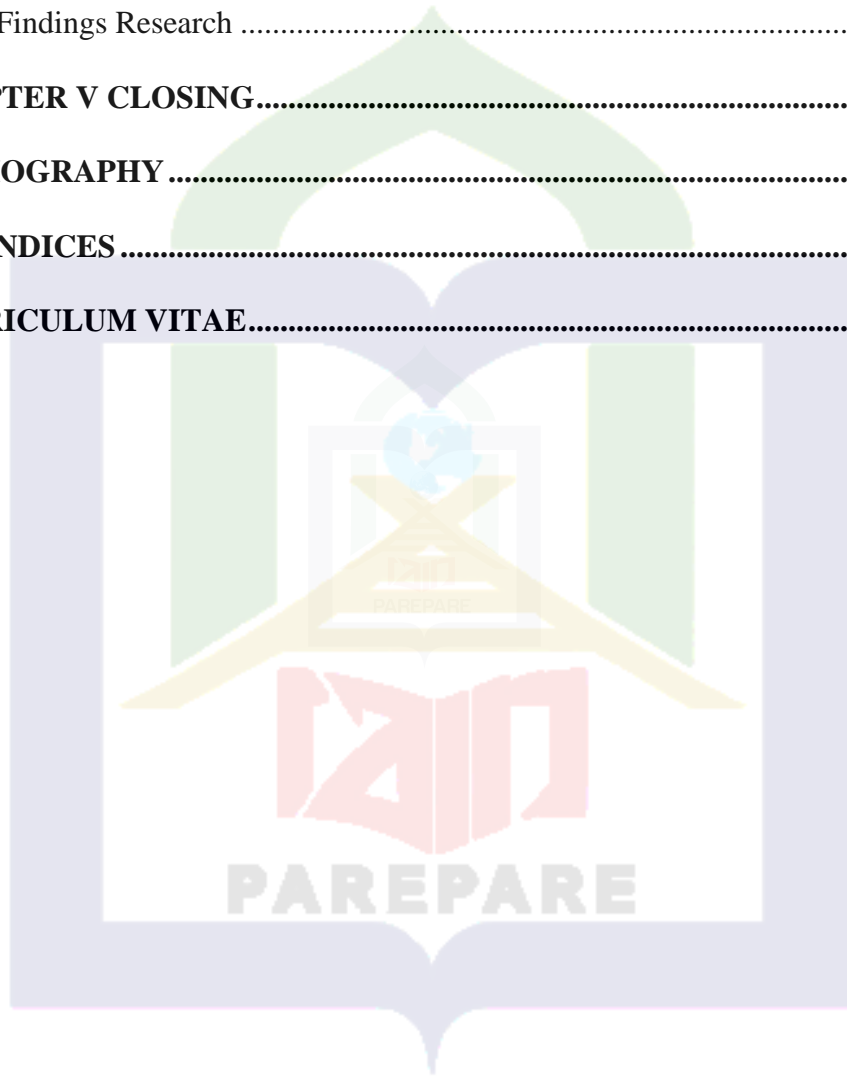 Findings Research ..........................................................................
PTER V CLOSING..........................................................................
OGRAPHY ....................................................................................
NDICES ..........................................................................................
RICULUM VITAE..........................................................................
PAREPARE
PAREPARE